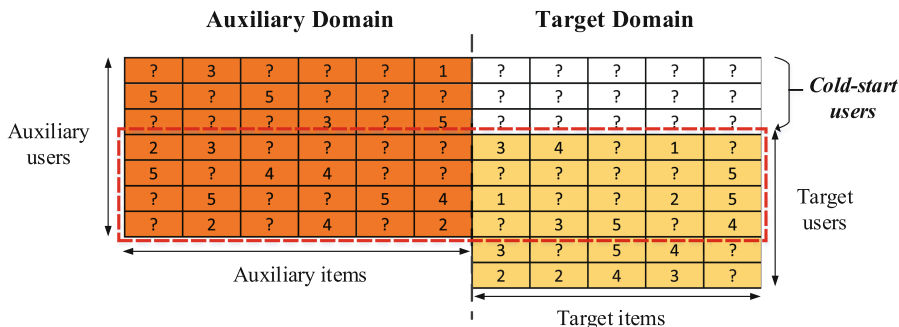 Auxiliary Domain Target Domain
? 3 ? ? ? 1 ? ? ? ? ?
5 ? 5 ? ? ? ? ? ? ? ?
? ? ? 3 ? 5 ? ? ? ? ?
2 3 ? ? ? ? 3 4 ? 1 ?
5 ? 4 4 ? ? ? ? ? ? 5
? 5 ? ? 5 4 1 ? ? 2 5
? 2 ? 4 ? 2 ? 3 5 ? 4
3 ? 5 4 ?
2 2 4 3 ?
Cold-start
users
Auxiliary
users
Target
users
Auxiliary items
Target items